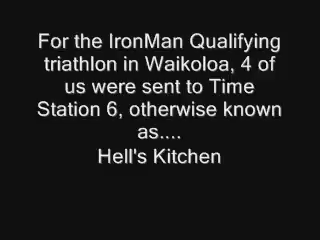 For the IronMan Qualifying
triathlon in Waikoloa, 4 of
us were sent to Time
Station 6, otherwise known
as....
Hell's Kitchen